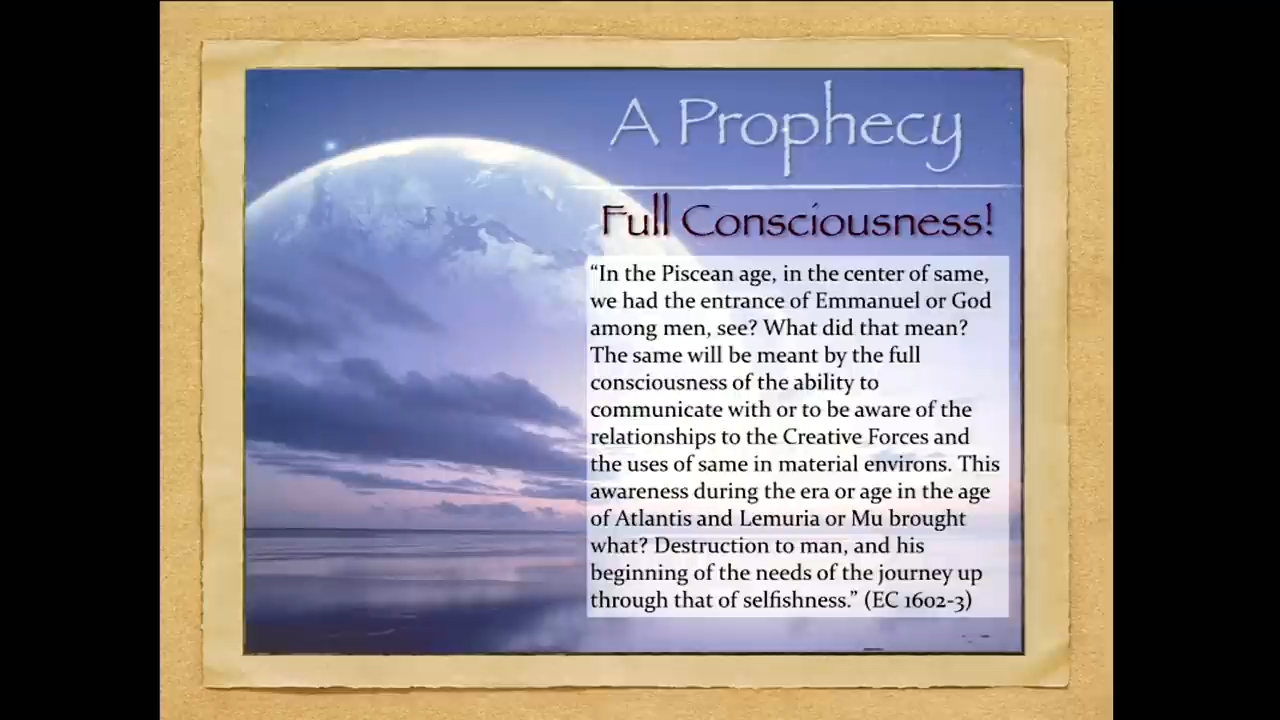 A Prophecy
Full Consciousness!
“In the Piscean age, in the center of same,
we had the entrance of Emmanuel or God
among men, see? What did that mean?
The same will be meant by the full
consciousness of the ability to
communicate with or to be aware of the
relationships to the Creative Forces and
the uses of same in material environs. This
awareness during the era or age in the age
of Atlantis and Lemuria or Mu brought
what? Destruction to man, and his
beginning of the needs of the journey up
through that of selfishness.” (EC 1602-3)